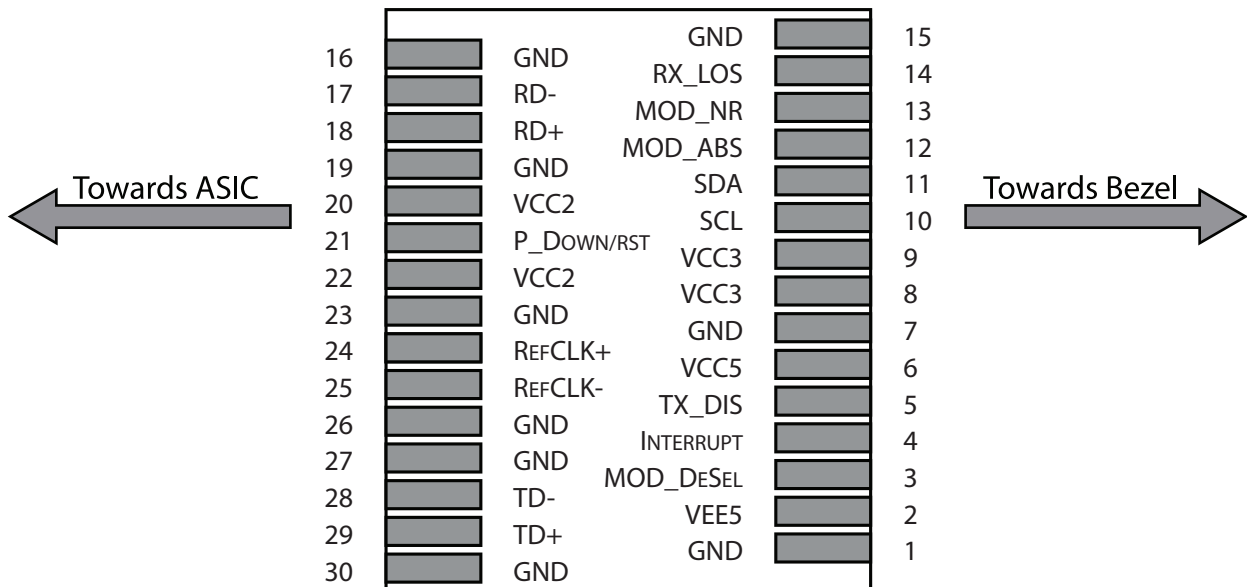 GND 15
16 GND
RX_LOS 14
17 RD-
MOD_NR 13
18 RD+
MOD_ABS 12
19 GND
SDA 11
Towards ASIC
Towards Bezel
20 VCC2
SCL 10
21 P_DOWN/RST
VCC3 9
22 VCC2
VCC3 8
23 GND
GND 7
24 REFCLK+
VCC5 6
25 REFCLK-
TX_DIS 5
26 GND
INTERRUPT 4
27 GND
MOD_DESEL 3
28 TD-
VEE5 2
29 TD+
GND 1
30 GND